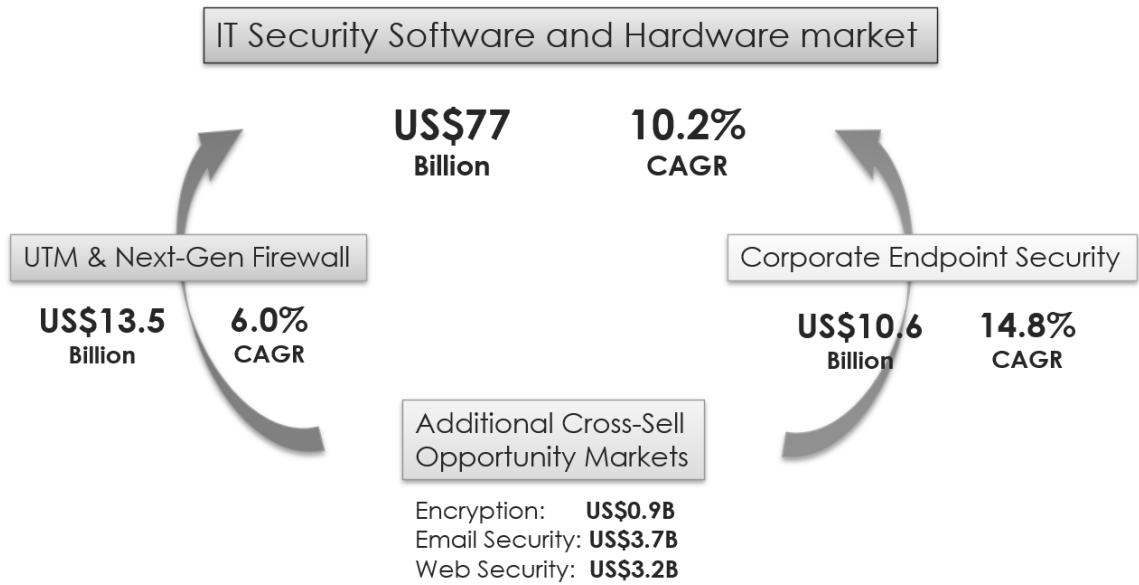 IT Security Software and Hardware market
US$77 10.2%
Billion CAGR
UTM & Next-Gen Firewall
US$13.5 6.0%
Billion CAGR
Corporate Endpoint Security
US$10.6 14.8%
Billion CAGR
Additional Cross-Sell
Opportunity Markets
Encryption: US$0.9B
Email Security: US$3.7B
Web Security: US$3.2B